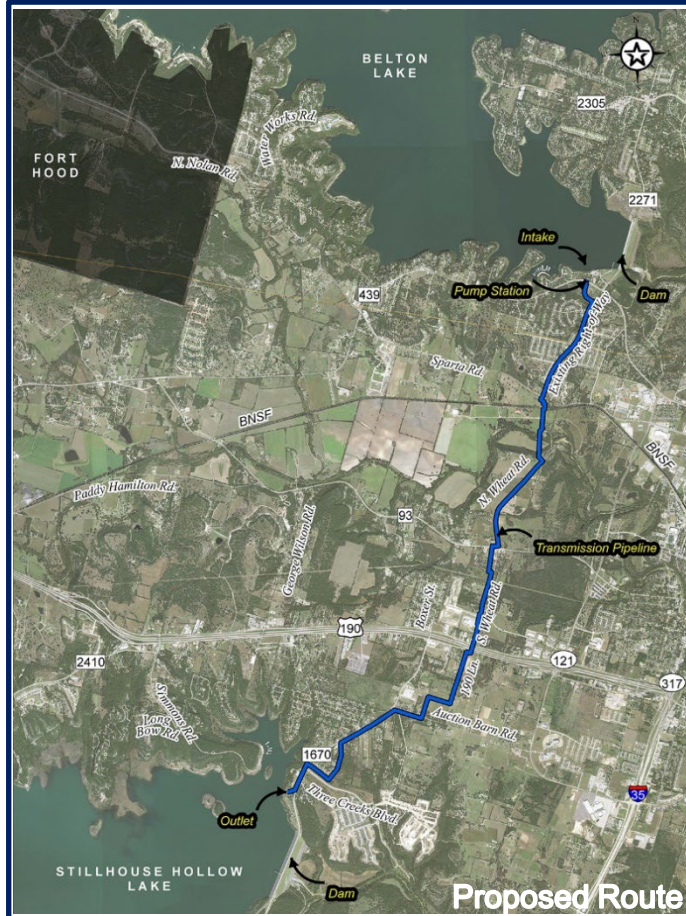 BELTON
LAKE
N
2305
Water Works Rd.
FORT
HOOD
N. Nolan Rd.
2271
Intake
439
Pump Station
Dam
Existing Right-of-Way
Sparta Rd.
BNSF
BNSF
N. Wheat Rd.
Paddy Hamilton Rd.
George Wilson Rd.
93
Transmission Pipeline
Boxer St.
S. Wheat Rd.
190
121
2410
317
190 Ln.
Simmons Rd.
Long
Bow Rd.
Auction Barn Rd.
1670
35
Three Creeks Blvd.
Outlet
STILLHOUSE HOLLOW
LAKE
Dam
Proposed Route